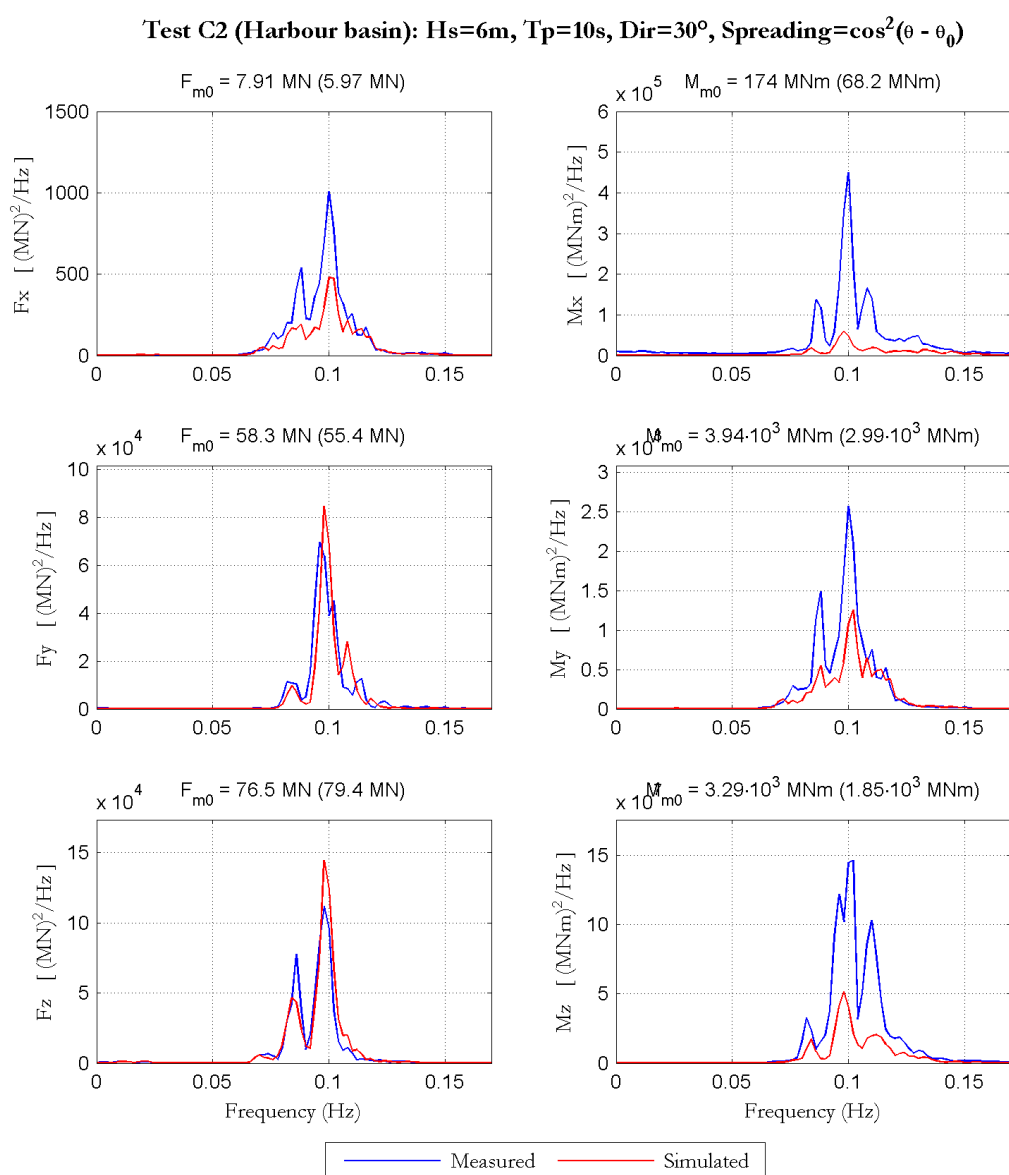 Test C2 (Harbour basin): Hs=6m, Tp=10s, Dir=30°, Spreading=cos²(θ - θ₀)
F_m0 = 7.91 MN (5.97 MN)
1500
1000
500
0
0
0.05
0.1
0.15
Fx [ (MN)²/Hz ]
x 10⁵
M_m0 = 174 MNm (68.2 MNm)
6
5
4
3
2
1
0
0
0.05
0.1
0.15
Mx [ (MNm)²/Hz ]
x 10⁴
F_m0 = 58.3 MN (55.4 MN)
10
8
6
4
2
0
0
0.05
0.1
0.15
Fy [ (MN)²/Hz ]
x 10
m0 = 3.94·10³ MNm (2.99·10³ MNm)
3
2.5
2
1.5
1
0.5
0
0
0.05
0.1
0.15
My [ (MNm)²/Hz ]
x 10⁴
F_m0 = 76.5 MN (79.4 MN)
15
10
5
0
0
0.05
0.1
0.15
Fz [ (MN)²/Hz ]
Frequency (Hz)
x 10
m0 = 3.29·10³ MNm (1.85·10³ MNm)
15
10
5
0
0
0.05
0.1
0.15
Mz [ (MNm)²/Hz ]
Frequency (Hz)
Measured
Simulated